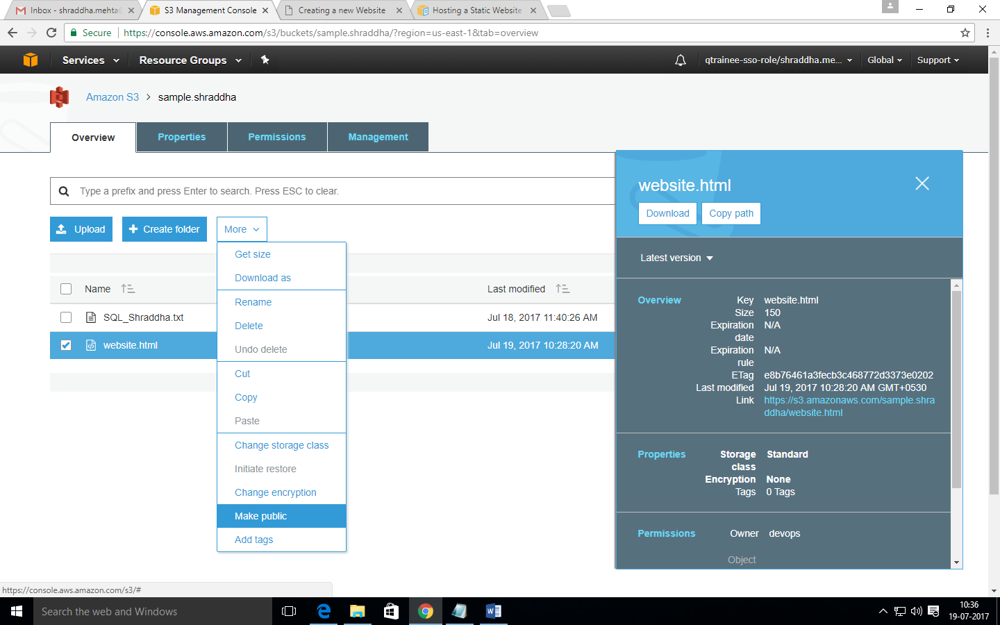 Inbox - shraddha.mehta
S3 Management Console
Creating a new Website
Hosting a Static Website
Secure
https://console.aws.amazon.com/s3/buckets/sample.shraddha/?region=us-east-1&tab=overview
Services
Resource Groups
qtrainee-sso-role/shraddha.me...
Global
Support
Amazon S3 > sample.shraddha
Overview
Properties
Permissions
Management
Type a prefix and press Enter to search. Press ESC to clear.
Upload
Create folder
More
Get size
Download as
Rename
Delete
Undo delete
Cut
Copy
Paste
Change storage class
Initiate restore
Change encryption
Make public
Add tags
Name
Last modified
SQL_Shraddha.txt
Jul 18, 2017 11:40:26 AM
website.html
Jul 19, 2017 10:28:20 AM
website.html
Download
Copy path
Latest version
Overview
Key website.html
Size 150
Expiration N/A
date
Expiration N/A
rule
ETag e8b76461a3fecb3c468772d3373e0202
Last modified Jul 19, 2017 10:28:20 AM GMT+0530
Link https://s3.amazonaws.com/sample.shra
ddha/website.html
Properties
Storage Standard
class
Encryption None
Tags 0 Tags
Permissions
Owner devops
Object
https://console.aws.amazon.com/s3/#
Search the web and Windows
10:36
19-07-2017